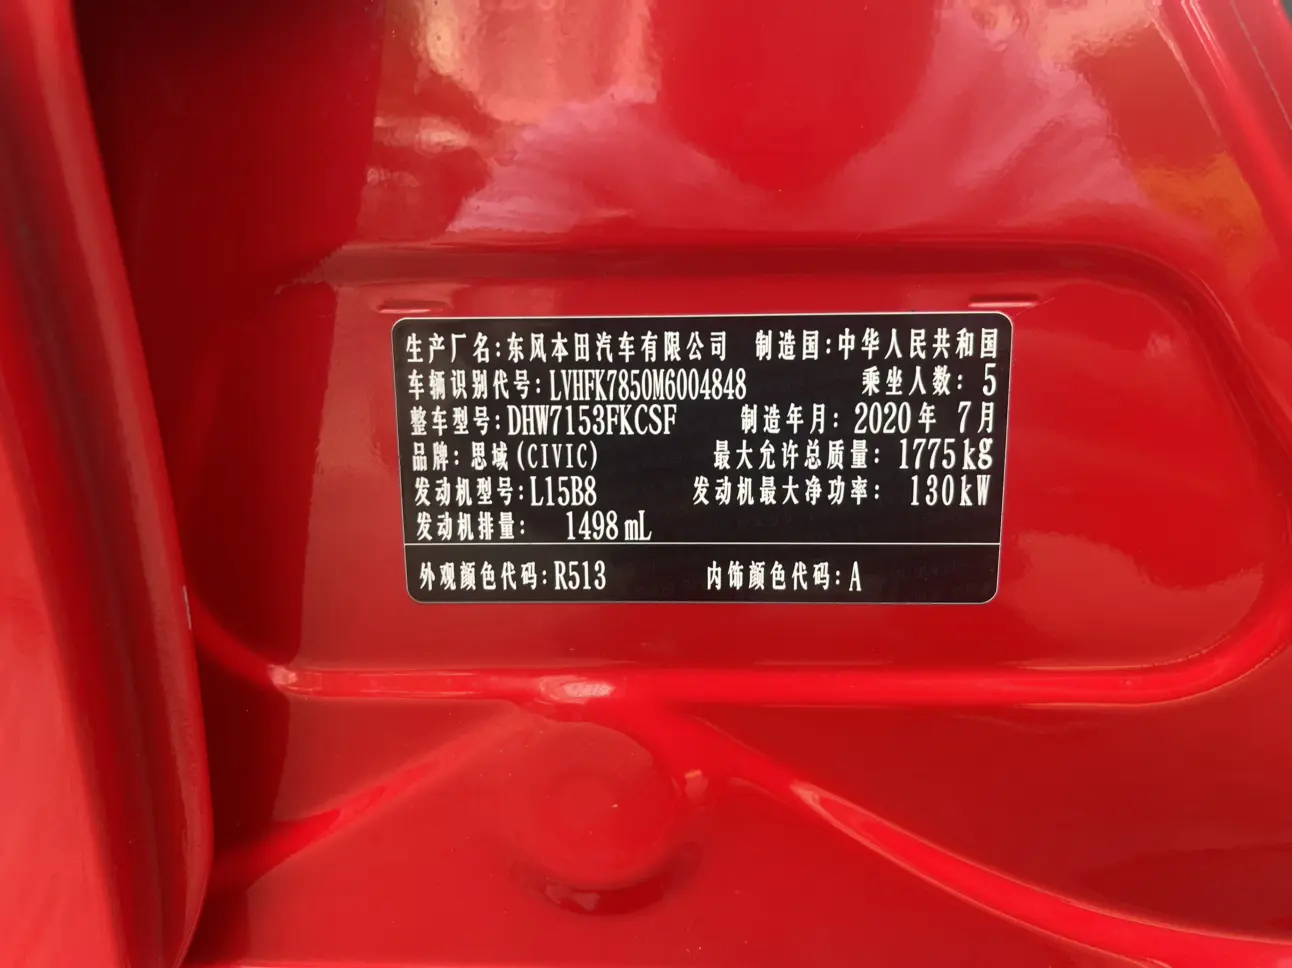 生产厂名:东风本田汽车有限公司 制造国:中华人民共和国
车辆识别代号:LVHFK7850M6004848 乘坐人数: 5
整车型号:DHW7153FKCSF 制造年月: 2020年 7月
品牌: 思域(CIVIC) 最大允许总质量: 1775kg
发动机型号:L15B8 发动机最大净功率: 130kW
发动机排量: 1498mL
外观颜色代码:R513 内饰颜色代码:A